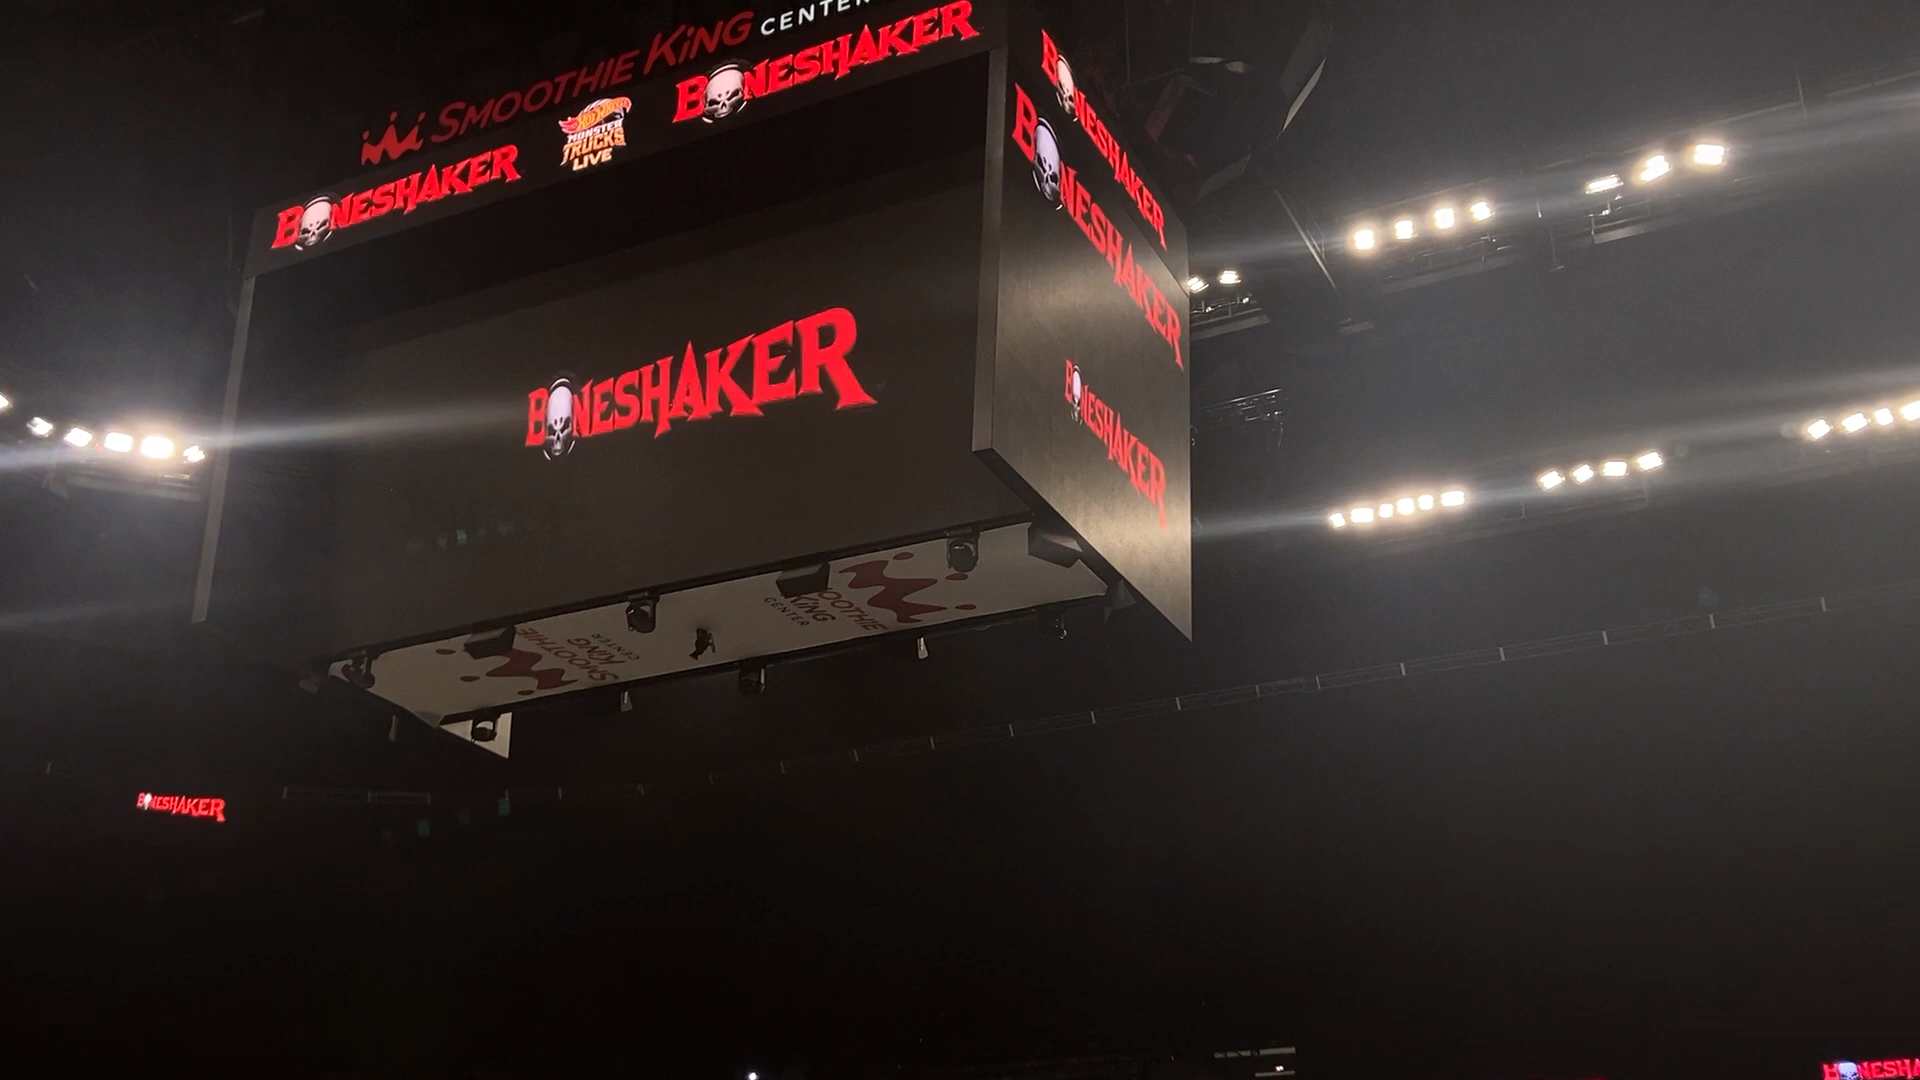 SMOOTHIE KING CENTER
BONESHAKER
Hot Wheels
MONSTER
TRUCKS
LIVE
BONESHAKER
BONESHAKER
BONESHAKER
BONESHAKER
BONESHAKER
SMOOTHIE
KING
CENTER
SMOOTHIE
KING
CENTER
BONESHAKER
BONESHA